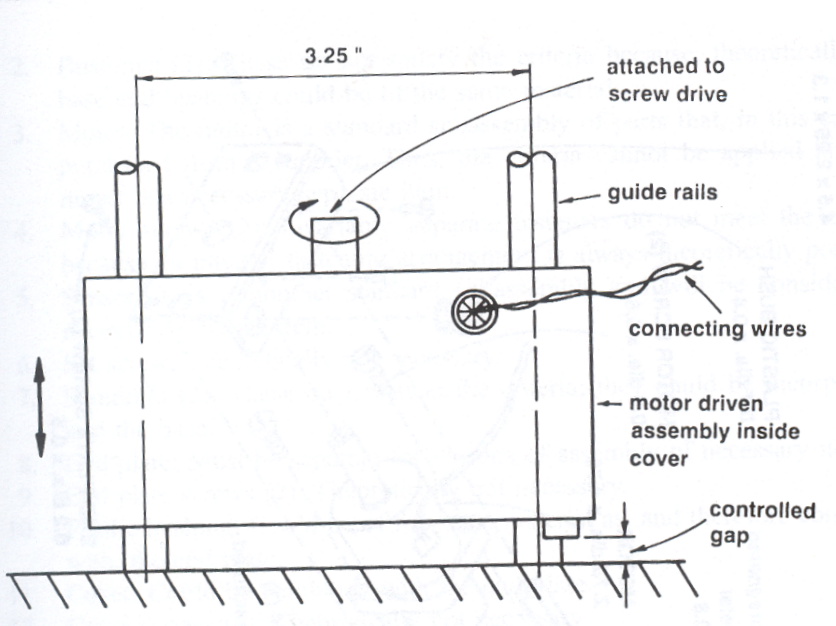 3.25 "
attached to
screw drive
guide rails
connecting wires
motor driven
assembly inside
cover
controlled
gap